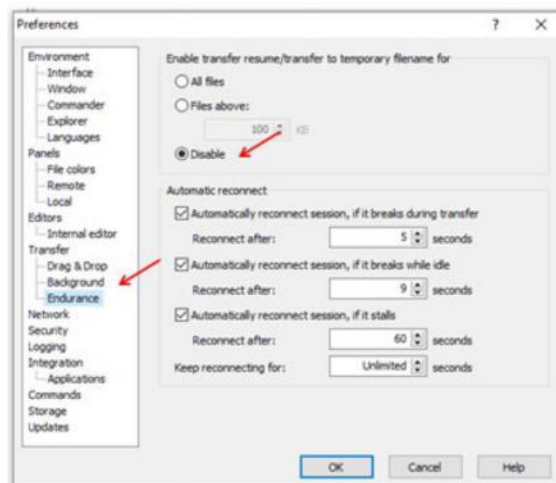 Preferences
? ×
Environment
Interface
Window
Commander
Explorer
Languages
Panels
File colors
Remote
Local
Editors
Internal editor
Transfer
Drag & Drop
Background
Endurance
Network
Security
Logging
Integration
Applications
Commands
Storage
Updates
Enable transfer resume/transfer to temporary filename for
All files
Files above:
100 KB
Disable
Automatic reconnect
Automatically reconnect session, if it breaks during transfer
Reconnect after: 5 seconds
Automatically reconnect session, if it breaks while idle
Reconnect after: 9 seconds
Automatically reconnect session, if it stalls
Reconnect after: 60 seconds
Keep reconnecting for: Unlimited seconds
OK Cancel Help